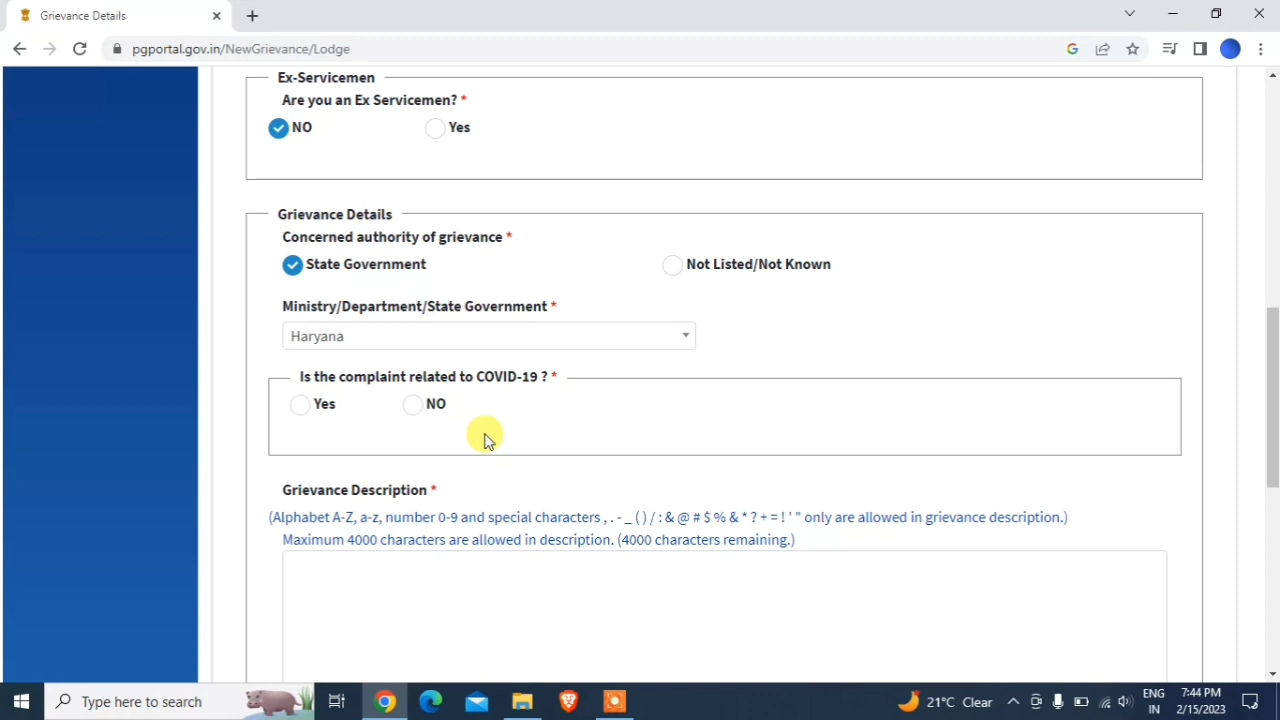 Grievance Details
pgportal.gov.in/NewGrievance/Lodge
Ex-Servicemen
Are you an Ex Servicemen? *
NO Yes
Grievance Details
Concerned authority of grievance *
State Government Not Listed/Not Known
Ministry/Department/State Government *
Haryana
Is the complaint related to COVID-19 ? *
Yes NO
Grievance Description *
(Alphabet A-Z, a-z, number 0-9 and special characters , . - _ ( ) / : & @ # $ % & * ? + = ! ' " only are allowed in grievance description.)
Maximum 4000 characters are allowed in description. (4000 characters remaining.)
Type here to search
21°C Clear
ENG
IN
7:44 PM
2/15/2023